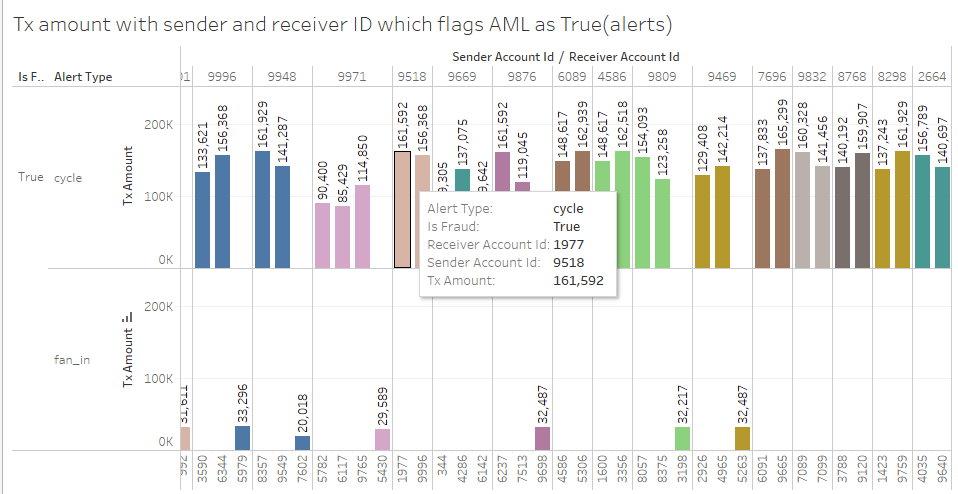 Tx amount with sender and receiver ID which flags AML as True(alerts)
Sender Account Id / Receiver Account Id
Is F.. Alert Type
01 9996 9948 9971 9518 9669 9876 6089 4586 9809 9469 7696 9832 8768 8298 2664
True cycle
Tx Amount
200K
100K
0K
133,621 156,368 161,929 141,287 90,400 85,429 114,850 161,592 156,368 137,075 161,592 119,045 148,617 162,939 148,617 162,518 154,093 123,258 129,408 142,214 137,833 165,299 160,328 141,456 140,192 159,907 137,243 161,929 156,789 140,697
Alert Type: cycle
Is Fraud: True
Receiver Account Id: 1977
Sender Account Id: 9518
Tx Amount: 161,592
fan_in
Tx Amount
200K
100K
0K
31,611 33,296 20,018 29,589 32,487 32,217 32,487
3590 6344 5979 8357 9549 7602 5782 6117 9765 5430 1977 9996 344 4286 6142 6237 7513 9698 4586 5306 1600 3356 8057 8375 3198 2926 4965 5263 6091 9665 7089 7099 3788 9120 1423 9759 4035 9640